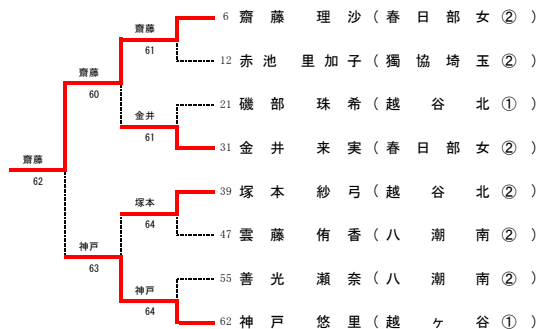 齋藤
6 齋藤 理沙（春日部女②）
61
12 赤池 里加子（獨協埼玉②）
齋藤
60
21 磯部 珠希（越谷北①）
金井
61
31 金井 来実（春日部女②）
齋藤
62
39 塚本 紗弓（越谷北②）
塚本
64
47 雲藤 侑香（八潮南②）
神戸
63
55 善光 瀬奈（八潮南②）
神戸
64
62 神戸 悠里（越ヶ谷①）